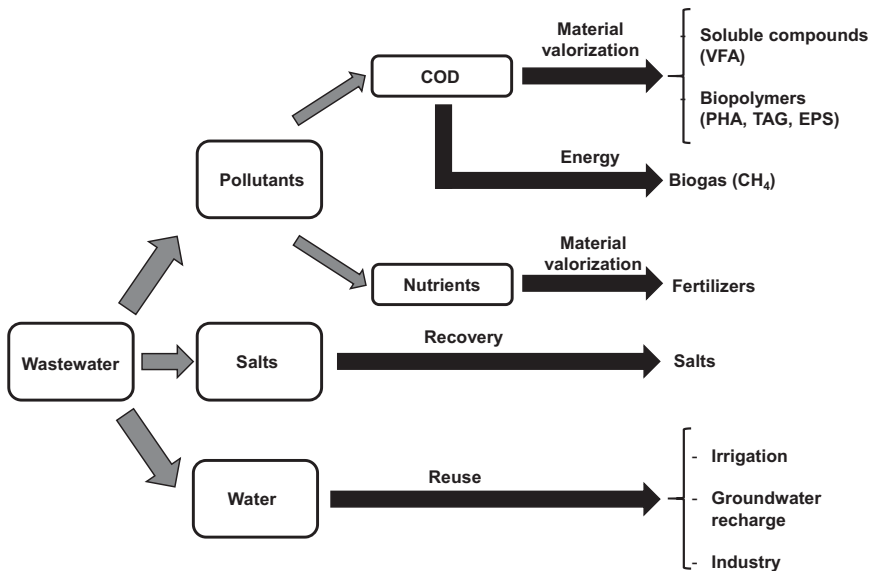 Material
valorization
- Soluble compounds
(VFA)
COD
- Biopolymers
(PHA, TAG, EPS)
Energy
Pollutants
Biogas (CH₄)
Material
valorization
Nutrients
Fertilizers
Recovery
Wastewater
Salts
Salts
- Irrigation
Reuse
Water
- Groundwater
recharge
- Industry